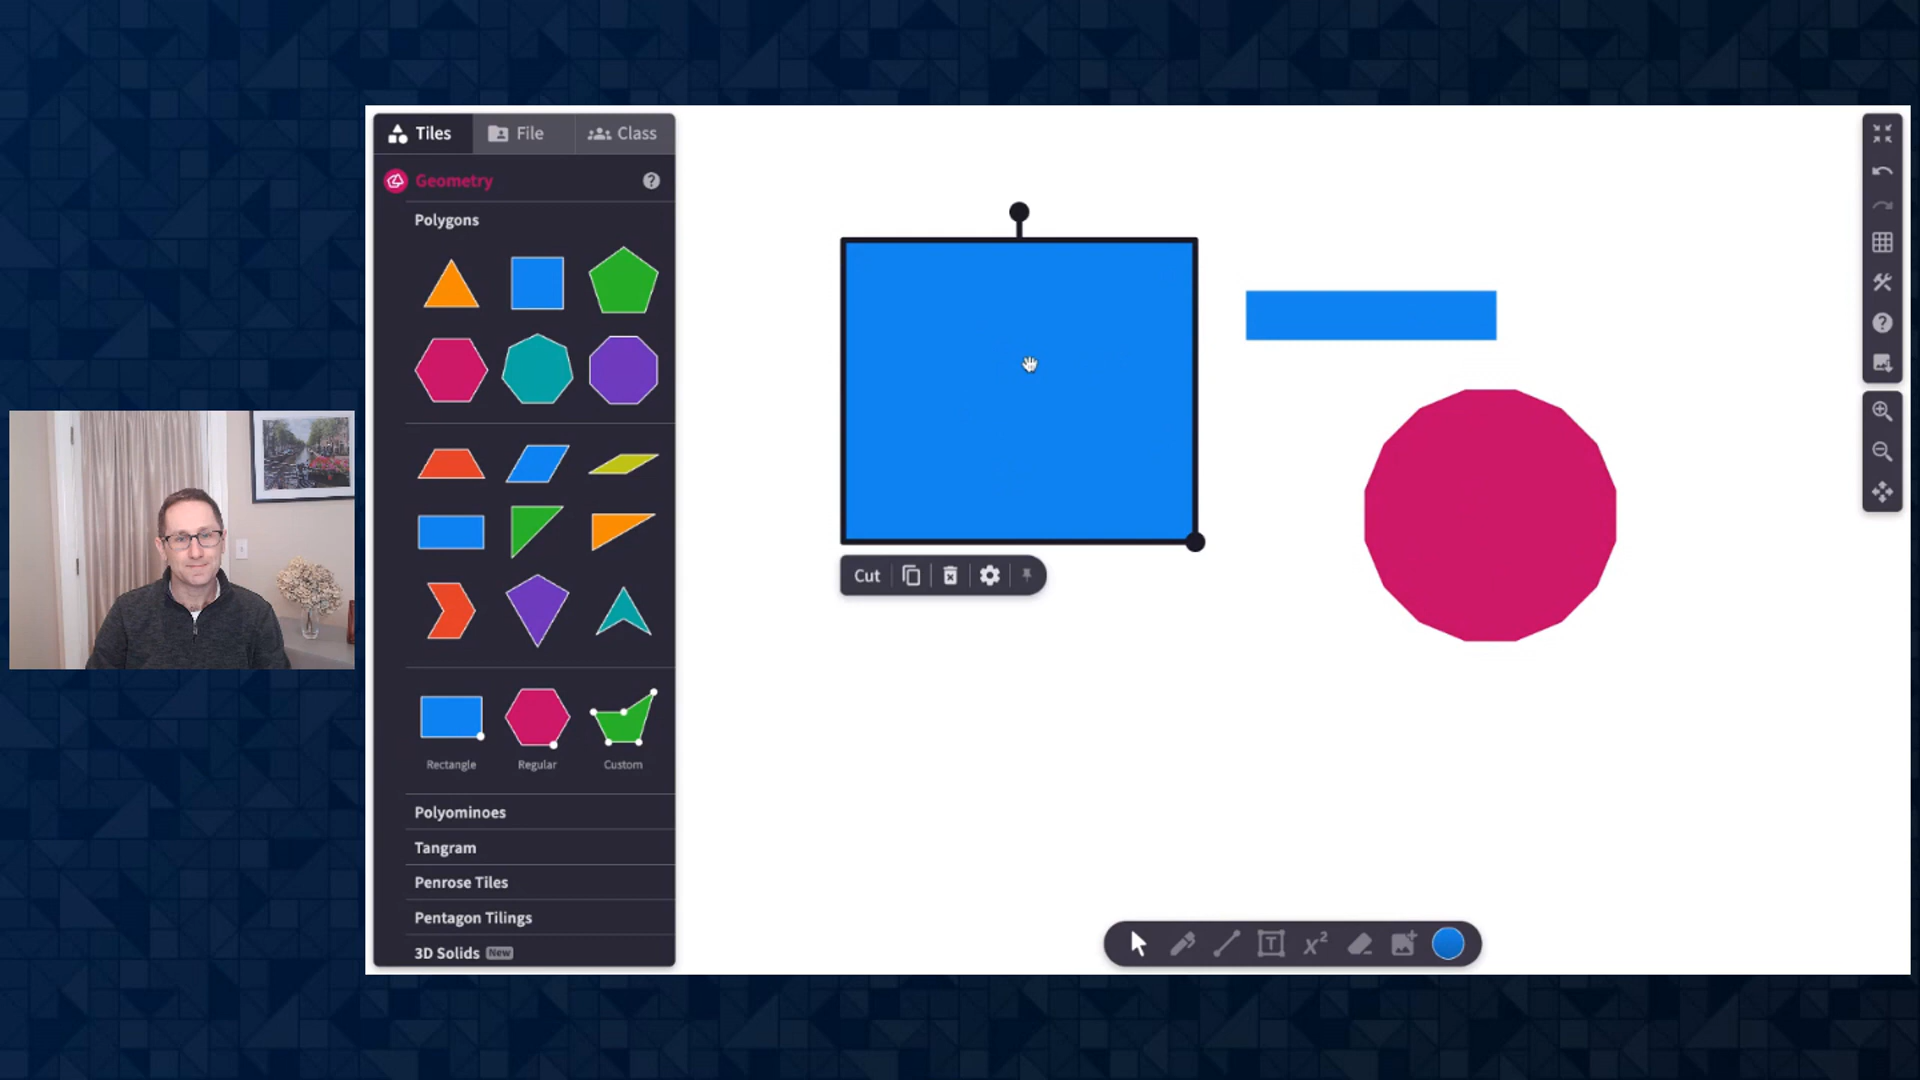 Tiles
File
Class
Geometry
Polygons
Rectangle
Regular
Custom
Polyominoes
Tangram
Penrose Tiles
Pentagon Tilings
3D Solids New
Cut
T
x²